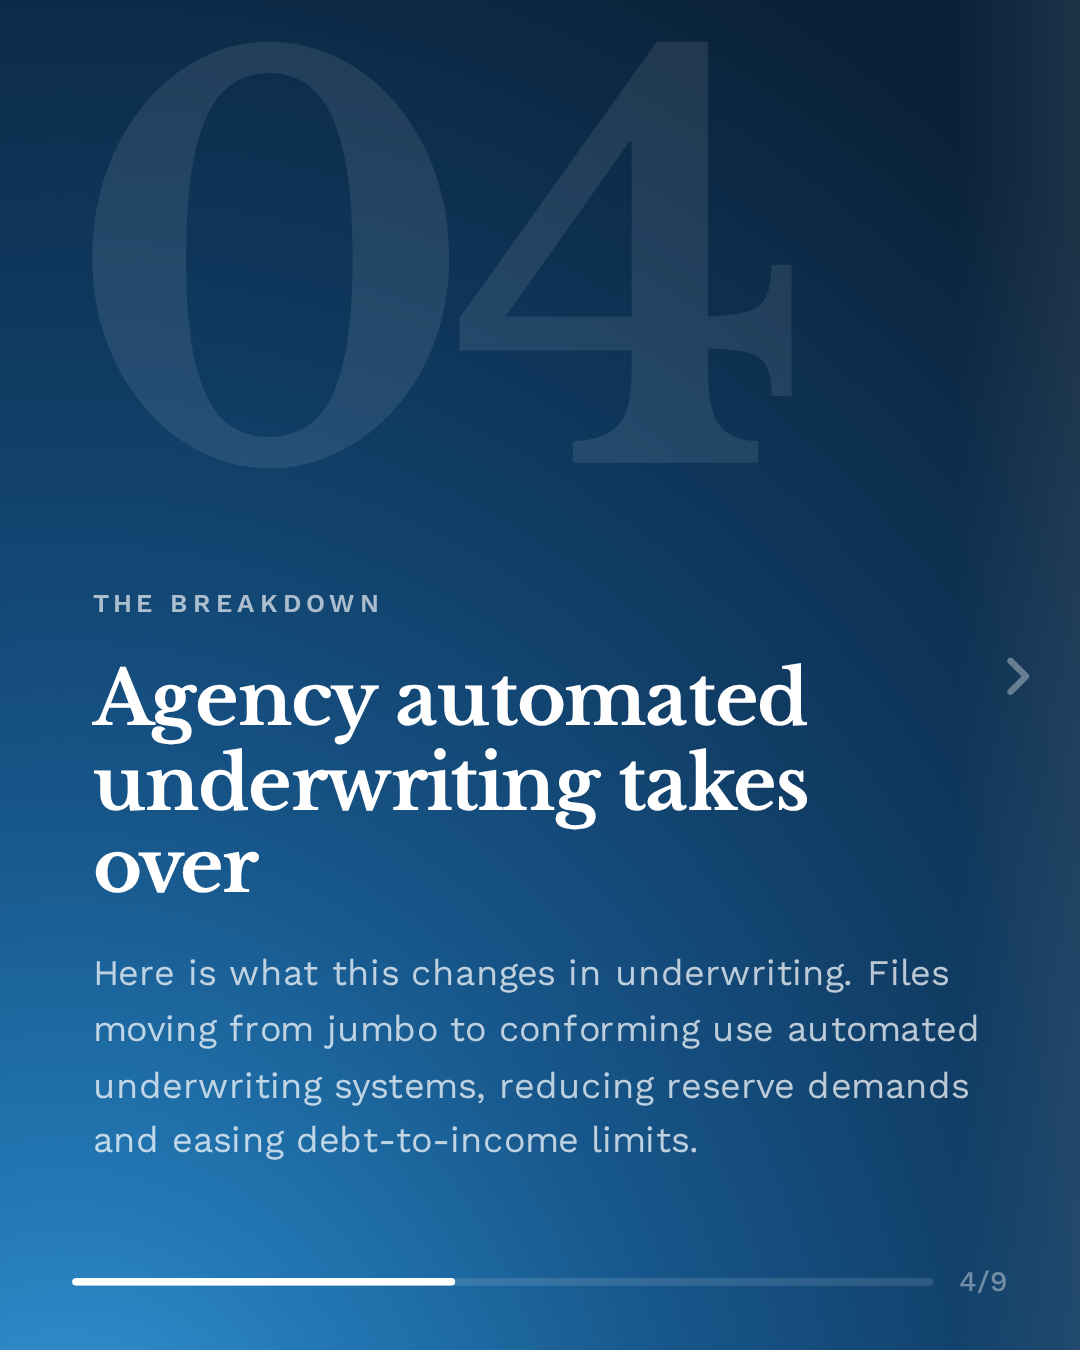 04
THE BREAKDOWN
Agency automated
underwriting takes
over
Here is what this changes in underwriting. Files
moving from jumbo to conforming use automated
underwriting systems, reducing reserve demands
and easing debt-to-income limits.
4/9